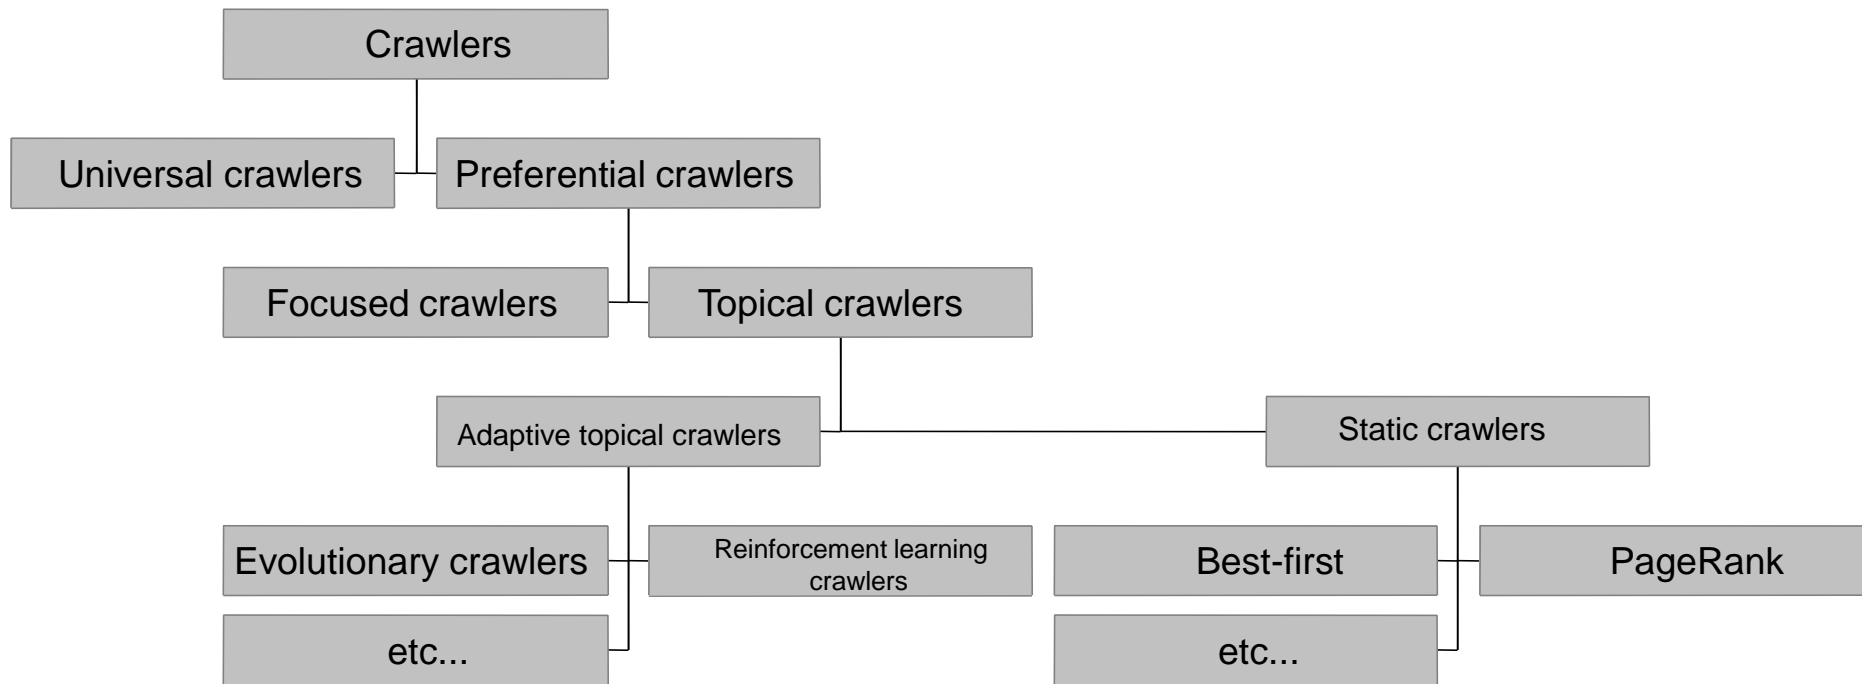 Crawlers
Universal crawlers
Preferential crawlers
Focused crawlers
Topical crawlers
Adaptive topical crawlers
Static crawlers
Evolutionary crawlers
Reinforcement learning
crawlers
Best-first
PageRank
etc...
etc...